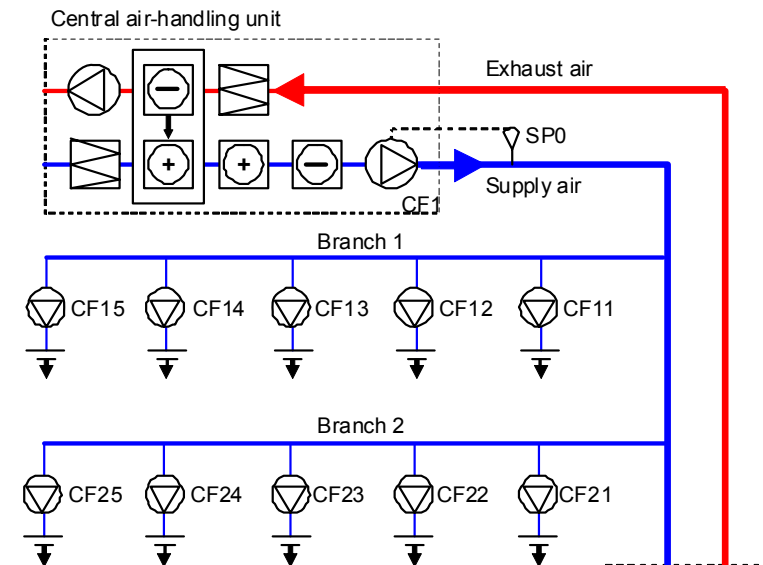 Central air-handling unit
Exhaust air
SP0
Supply air
CF1
Branch 1
CF15 CF14 CF13 CF12 CF11
Branch 2
CF25 CF24 CF23 CF22 CF21